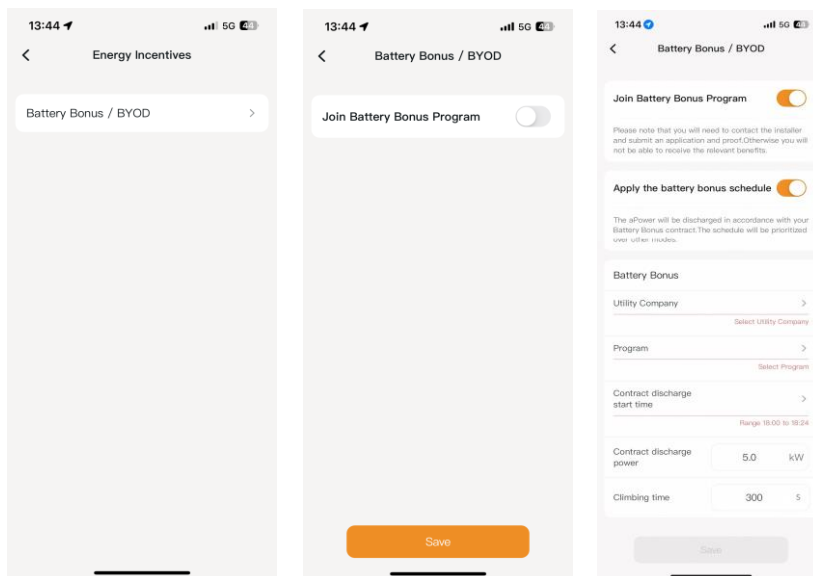 13:44
5G 44
Energy Incentives
Battery Bonus / BYOD
13:44
5G 44
Battery Bonus / BYOD
Join Battery Bonus Program
Save
13:44
5G 44
Battery Bonus / BYOD
Join Battery Bonus Program
Please note that you will need to contact the installer
and submit an application and proof.Otherwise you will
not be able to receive the relevant benefits.
Apply the battery bonus schedule
The aPower will be discharged in accordance with your
Battery Bonus contract.The schedule will be prioritized
over other modes.
Battery Bonus
Utility Company
Select Utility Company
Program
Select Program
Contract discharge
start time
Range 18:00 to 18:24
Contract discharge
power
5.0 kW
Climbing time 300 S
Save